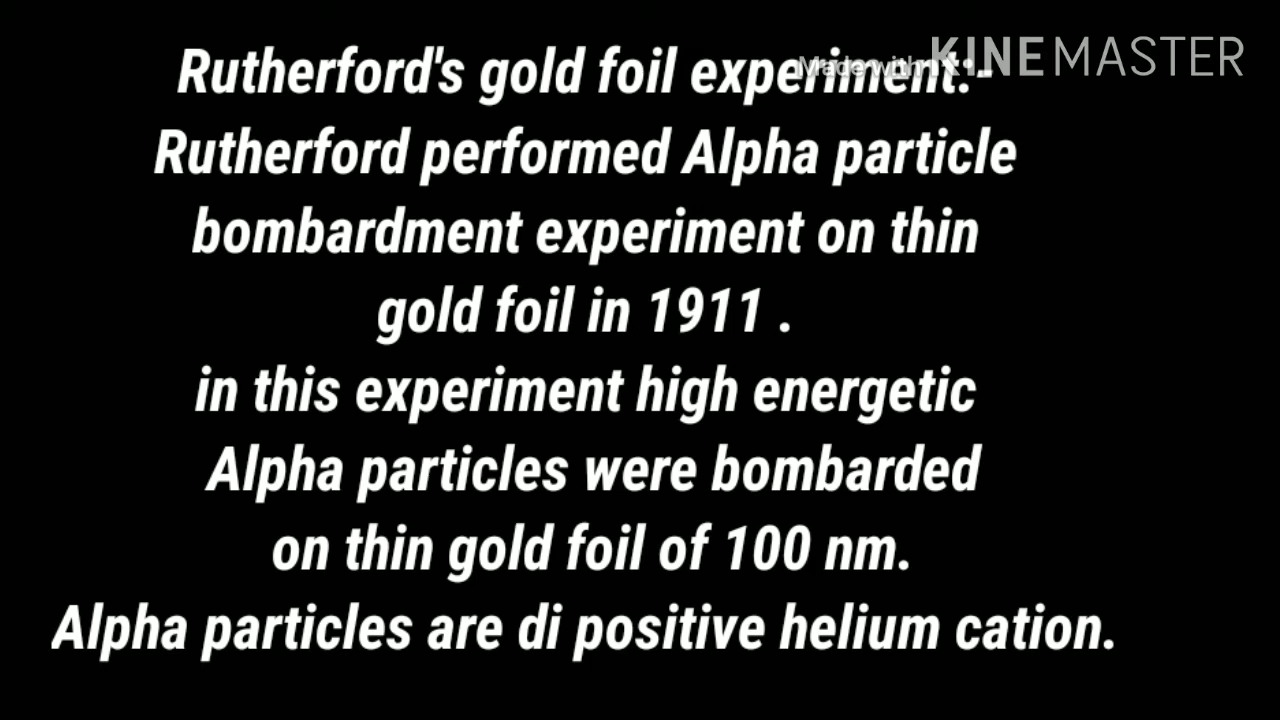 Made with KINEMASTER
Rutherford's gold foil experiment:-
Rutherford performed Alpha particle
bombardment experiment on thin
gold foil in 1911 .
in this experiment high energetic
Alpha particles were bombarded
on thin gold foil of 100 nm.
Alpha particles are di positive helium cation.